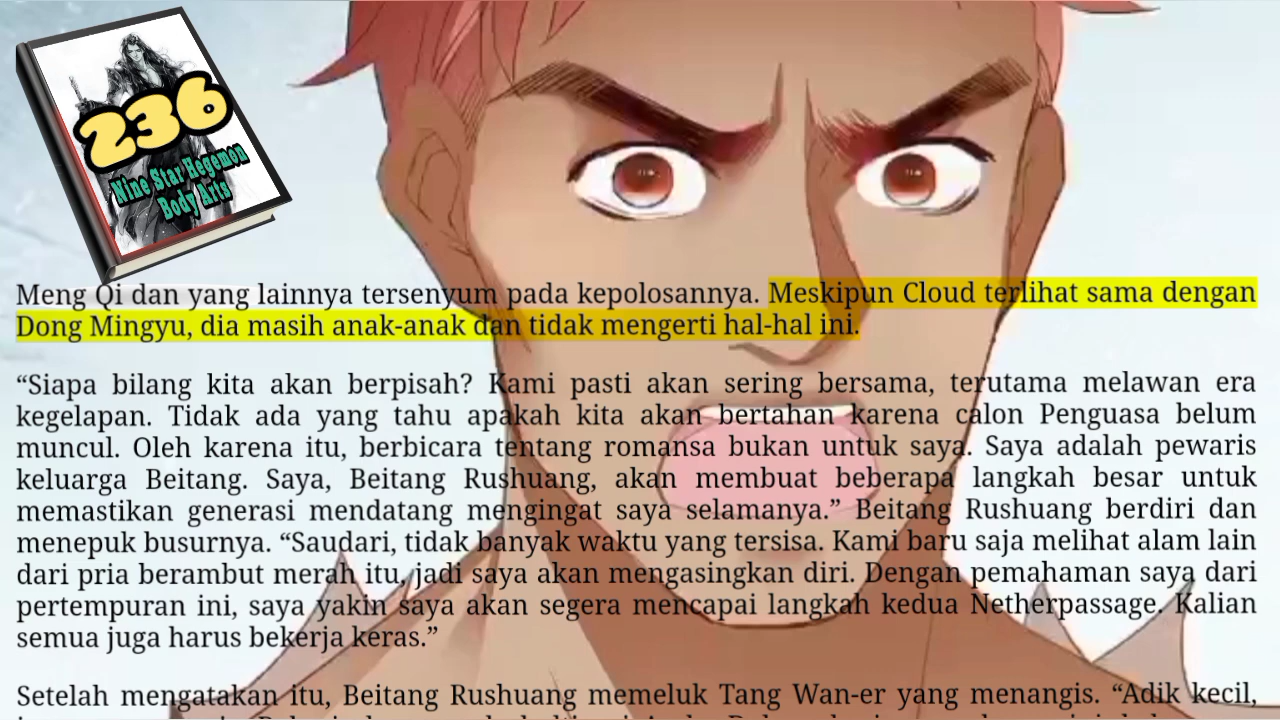 236
Nine Star Hegemon
Body Arts
Meng Qi dan yang lainnya tersenyum pada kepolosannya. Meskipun Cloud terlihat sama dengan
Dong Mingyu, dia masih anak-anak dan tidak mengerti hal-hal ini.
“Siapa bilang kita akan berpisah? Kami pasti akan sering bersama, terutama melawan era
kegelapan. Tidak ada yang tahu apakah kita akan bertahan karena calon Penguasa belum
muncul. Oleh karena itu, berbicara tentang romansa bukan untuk saya. Saya adalah pewaris
keluarga Beitang. Saya, Beitang Rushuang, akan membuat beberapa langkah besar untuk
memastikan generasi mendatang mengingat saya selamanya.” Beitang Rushuang berdiri dan
menepuk busurnya. “Saudari, tidak banyak waktu yang tersisa. Kami baru saja melihat alam lain
dari pria berambut merah itu, jadi saya akan mengasingkan diri. Dengan pemahaman saya dari
pertempuran ini, saya yakin saya akan segera mencapai langkah kedua Netherpassage. Kalian
semua juga harus bekerja keras.”
Setelah mengatakan itu, Beitang Rushuang memeluk Tang Wan-er yang menangis. “Adik kecil,